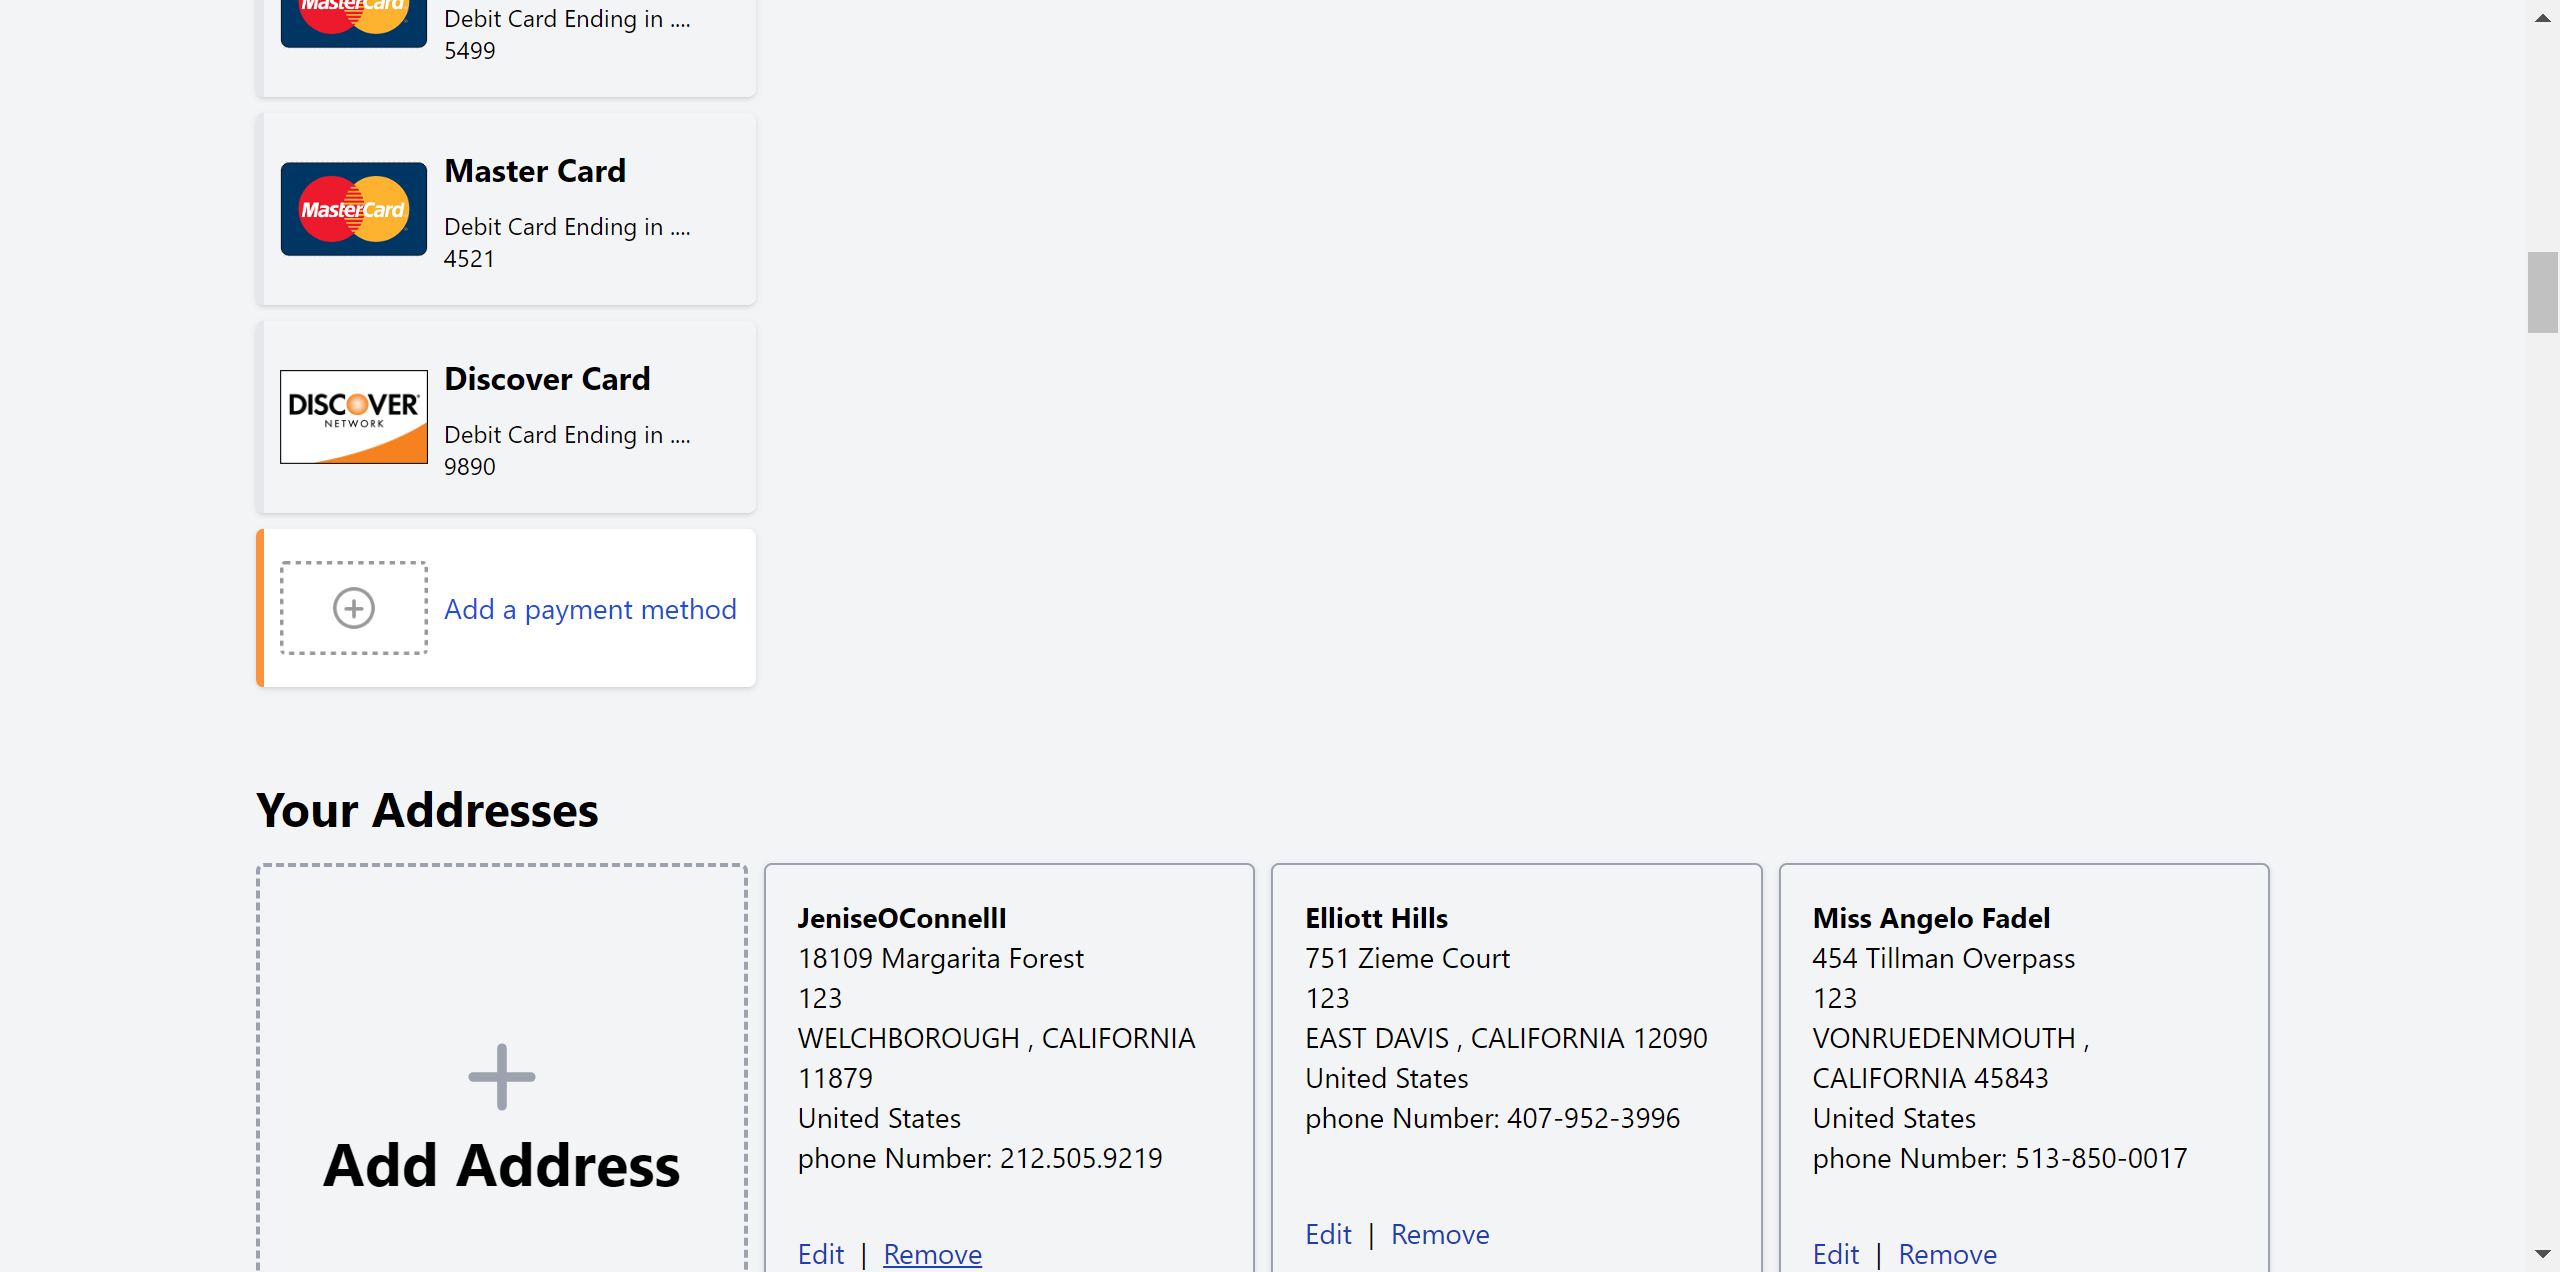 MasterCard
Debit Card Ending in ....
5499
MasterCard
Master Card
Debit Card Ending in ....
4521
DISCOVER
NETWORK
Discover Card
Debit Card Ending in ....
9890
Add a payment method
Your Addresses
Add Address
JeniseOConnellI
18109 Margarita Forest
123
WELCHBOROUGH , CALIFORNIA
11879
United States
phone Number: 212.505.9219
Edit | Remove
Elliott Hills
751 Zieme Court
123
EAST DAVIS , CALIFORNIA 12090
United States
phone Number: 407-952-3996
Edit | Remove
Miss Angelo Fadel
454 Tillman Overpass
123
VONRUEDENMOUTH ,
CALIFORNIA 45843
United States
phone Number: 513-850-0017
Edit | Remove